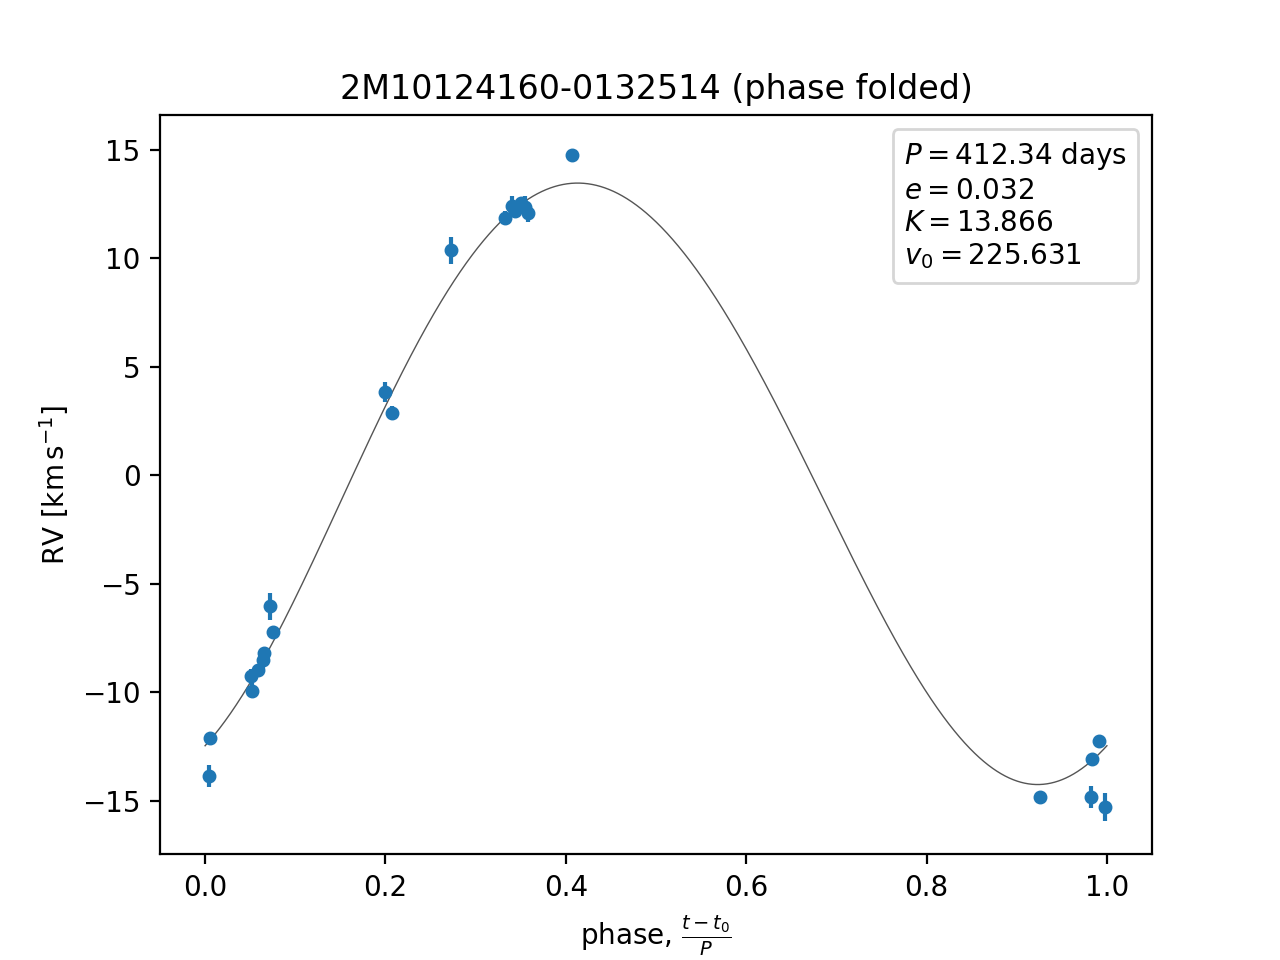 2M10124160-0132514 (phase folded)
P = 412.34 days
e = 0.032
K = 13.866
v₀ = 225.631
15
10
5
0
−5
−10
−15
RV [km s⁻¹]
0.0 0.2 0.4 0.6 0.8 1.0
phase, (t − t₀)/P